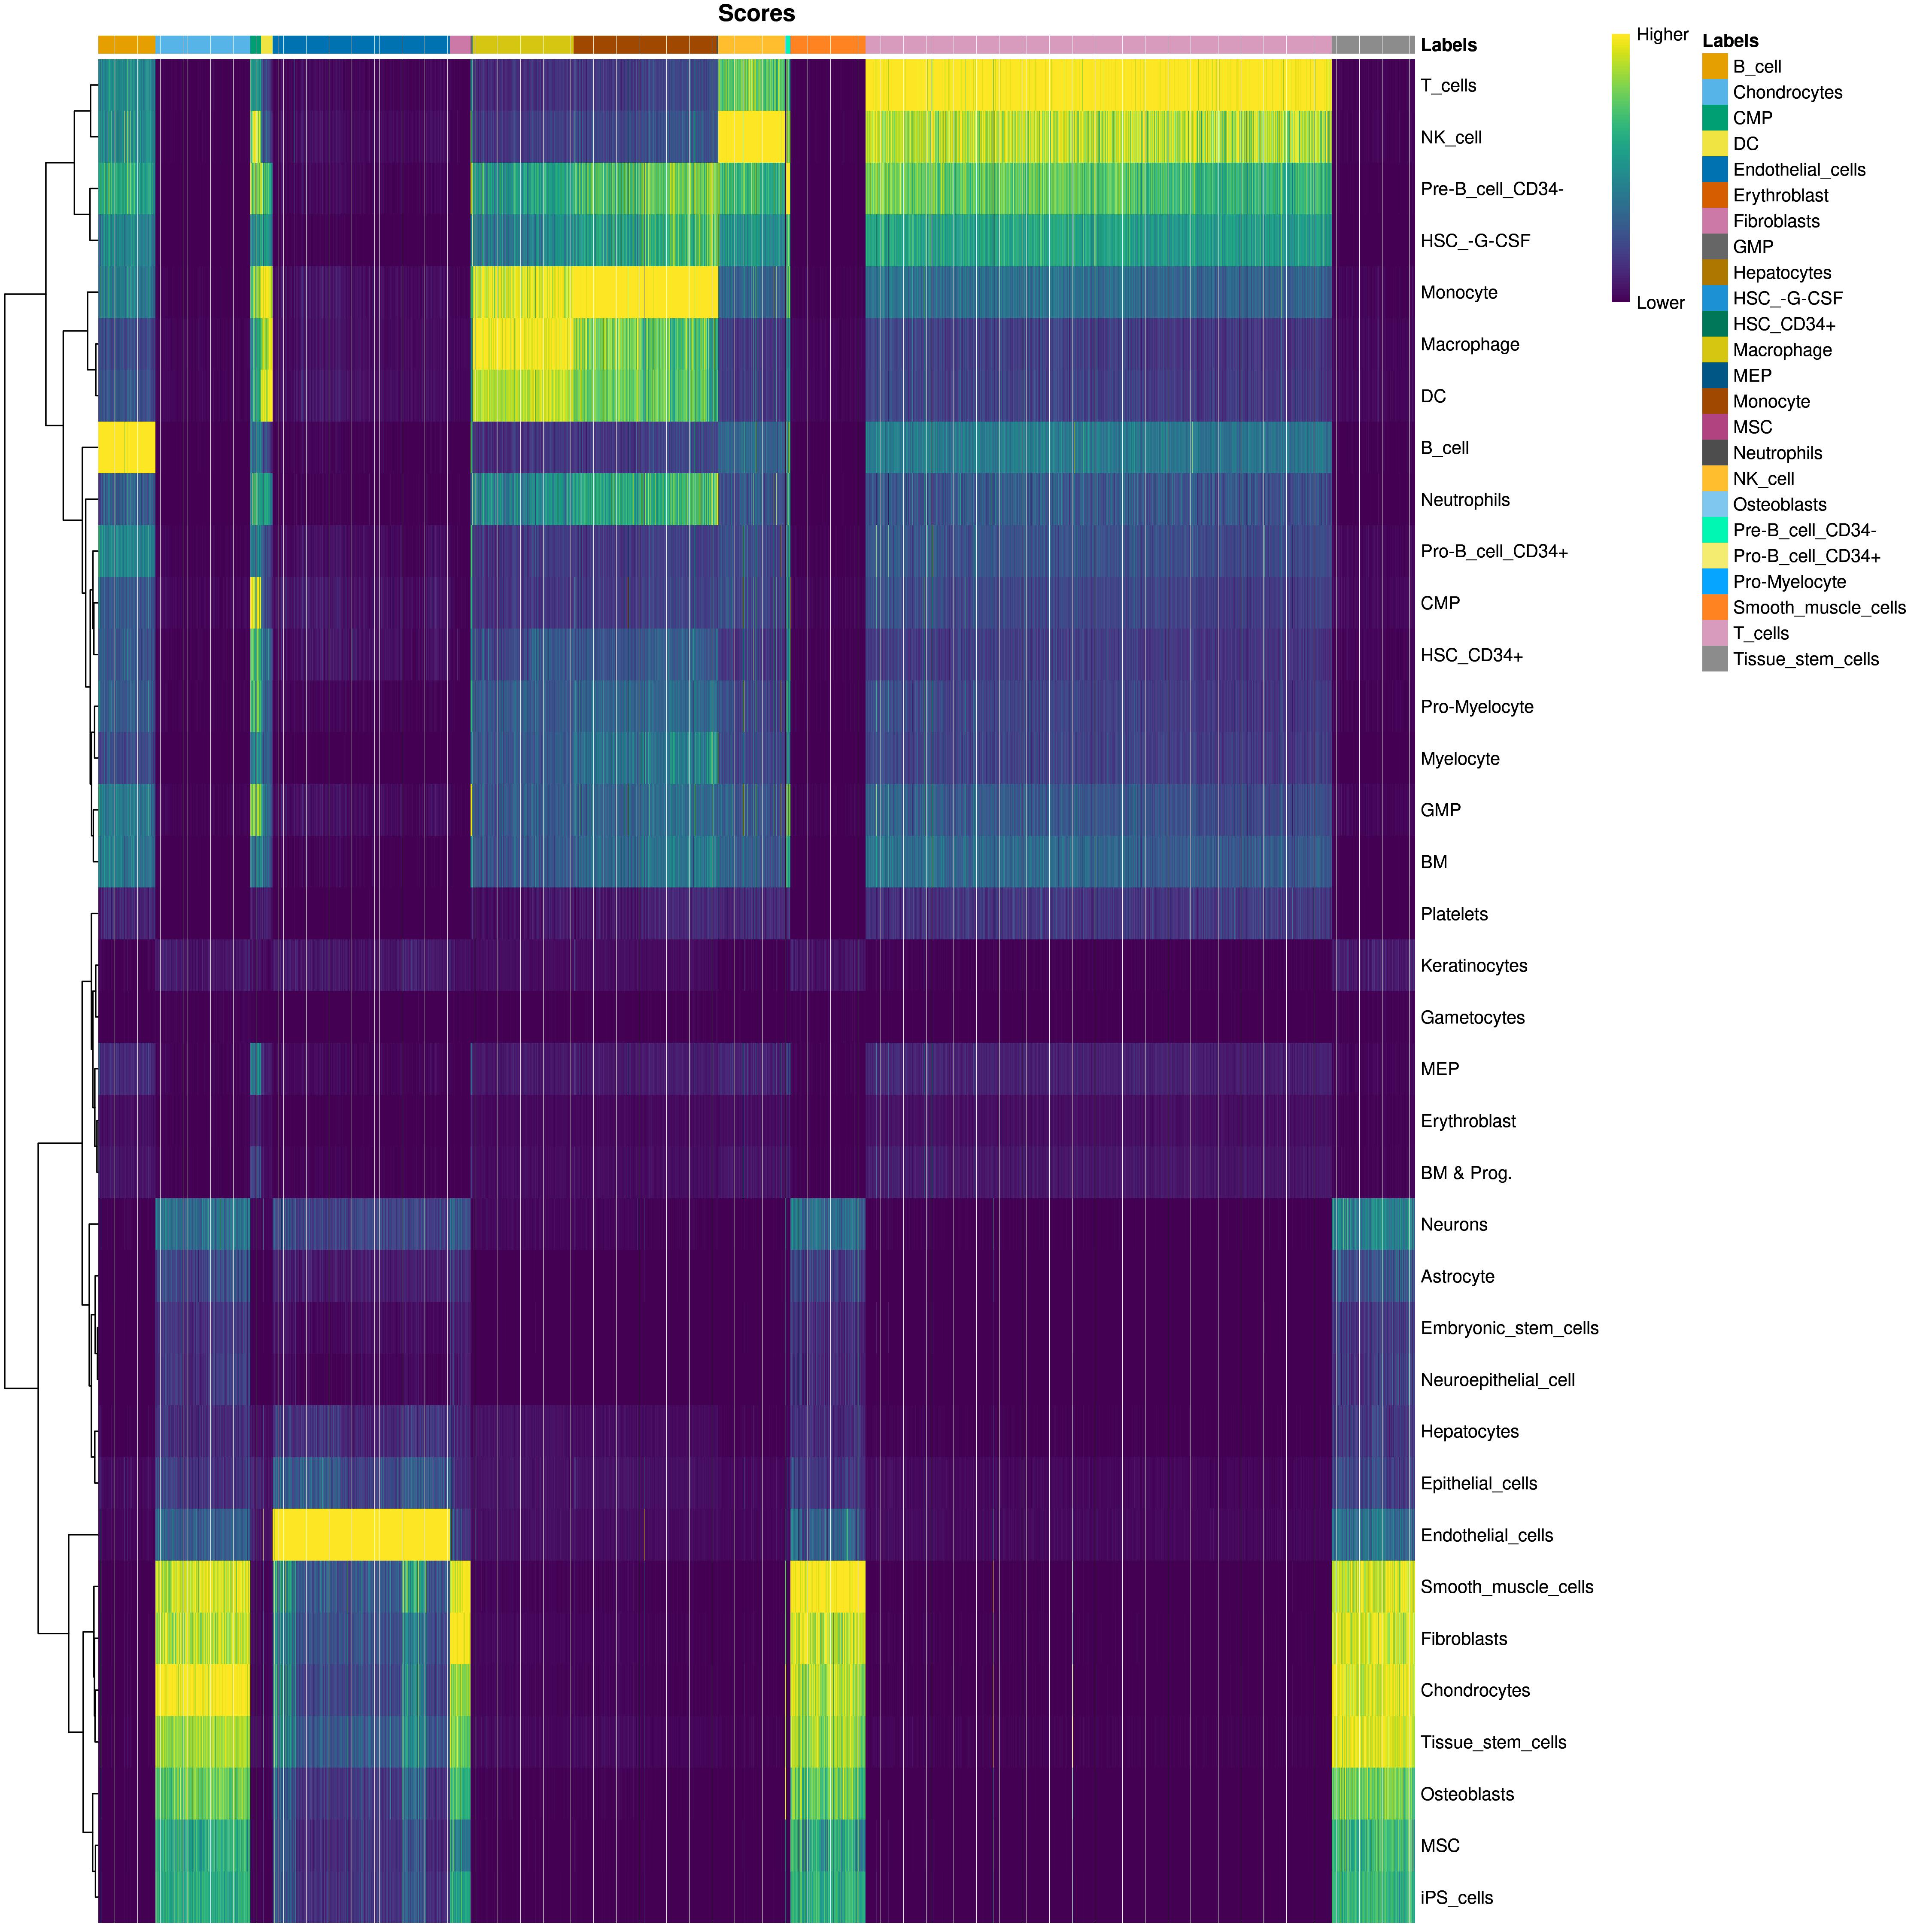 Scores
Labels
T_cells
NK_cell
Pre-B_cell_CD34-
HSC_-G-CSF
Monocyte
Macrophage
DC
B_cell
Neutrophils
Pro-B_cell_CD34+
CMP
HSC_CD34+
Pro-Myelocyte
Myelocyte
GMP
BM
Platelets
Keratinocytes
Gametocytes
MEP
Erythroblast
BM & Prog.
Neurons
Astrocyte
Embryonic_stem_cells
Neuroepithelial_cell
Hepatocytes
Epithelial_cells
Endothelial_cells
Smooth_muscle_cells
Fibroblasts
Chondrocytes
Tissue_stem_cells
Osteoblasts
MSC
iPS_cells
Higher
Lower
Labels
B_cell
Chondrocytes
CMP
DC
Endothelial_cells
Erythroblast
Fibroblasts
GMP
Hepatocytes
HSC_-G-CSF
HSC_CD34+
Macrophage
MEP
Monocyte
MSC
Neutrophils
NK_cell
Osteoblasts
Pre-B_cell_CD34-
Pro-B_cell_CD34+
Pro-Myelocyte
Smooth_muscle_cells
T_cells
Tissue_stem_cells